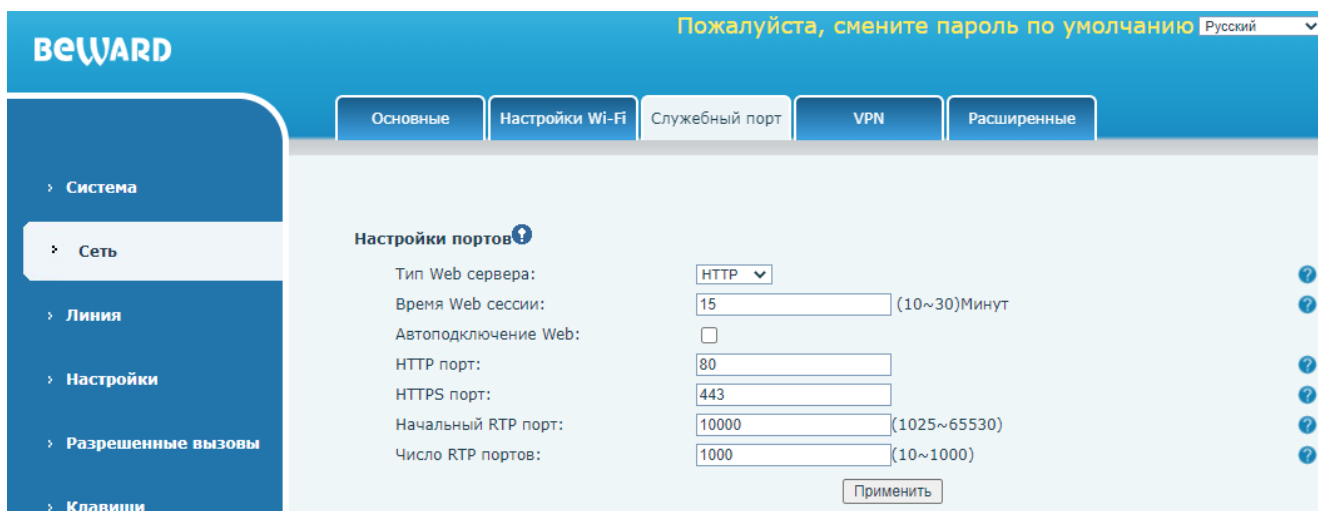 Пожалуйста, смените пароль по умолчанию Русский
BEWARD
Основные Настройки Wi-Fi Служебный порт VPN Расширенные
Система
Сеть
Линия
Настройки
Разрешенные вызовы
Клавиши
Настройки портов
Тип Web сервера: HTTP ?
Время Web сессии: 15 (10~30)Минут ?
Автоподключение Web:
HTTP порт: 80 ?
HTTPS порт: 443 ?
Начальный RTP порт: 10000 (1025~65530) ?
Число RTP портов: 1000 (10~1000) ?
Применить